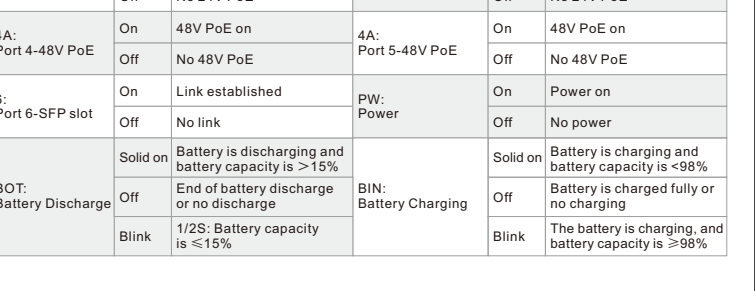 On
48V PoE on
Port 4-48V PoE
Off
No 48V PoE
4A:
Port 5-48V PoE
On
48V PoE on
Off
No 48V PoE
Port 6-SFP slot
On
Link established
Off
No link
PW:
Power
On
Power on
Off
No power
BOT:
Battery Discharge
Solid on
Battery is discharging and
battery capacity is >15%
Off
End of battery discharge
or no discharge
Blink
1/2S: Battery capacity
is ≤15%
BIN:
Battery Charging
Solid on
Battery is charging and
battery capacity is <98%
Off
Battery is charged fully or
no charging
Blink
The battery is charging, and
battery capacity is ≥98%